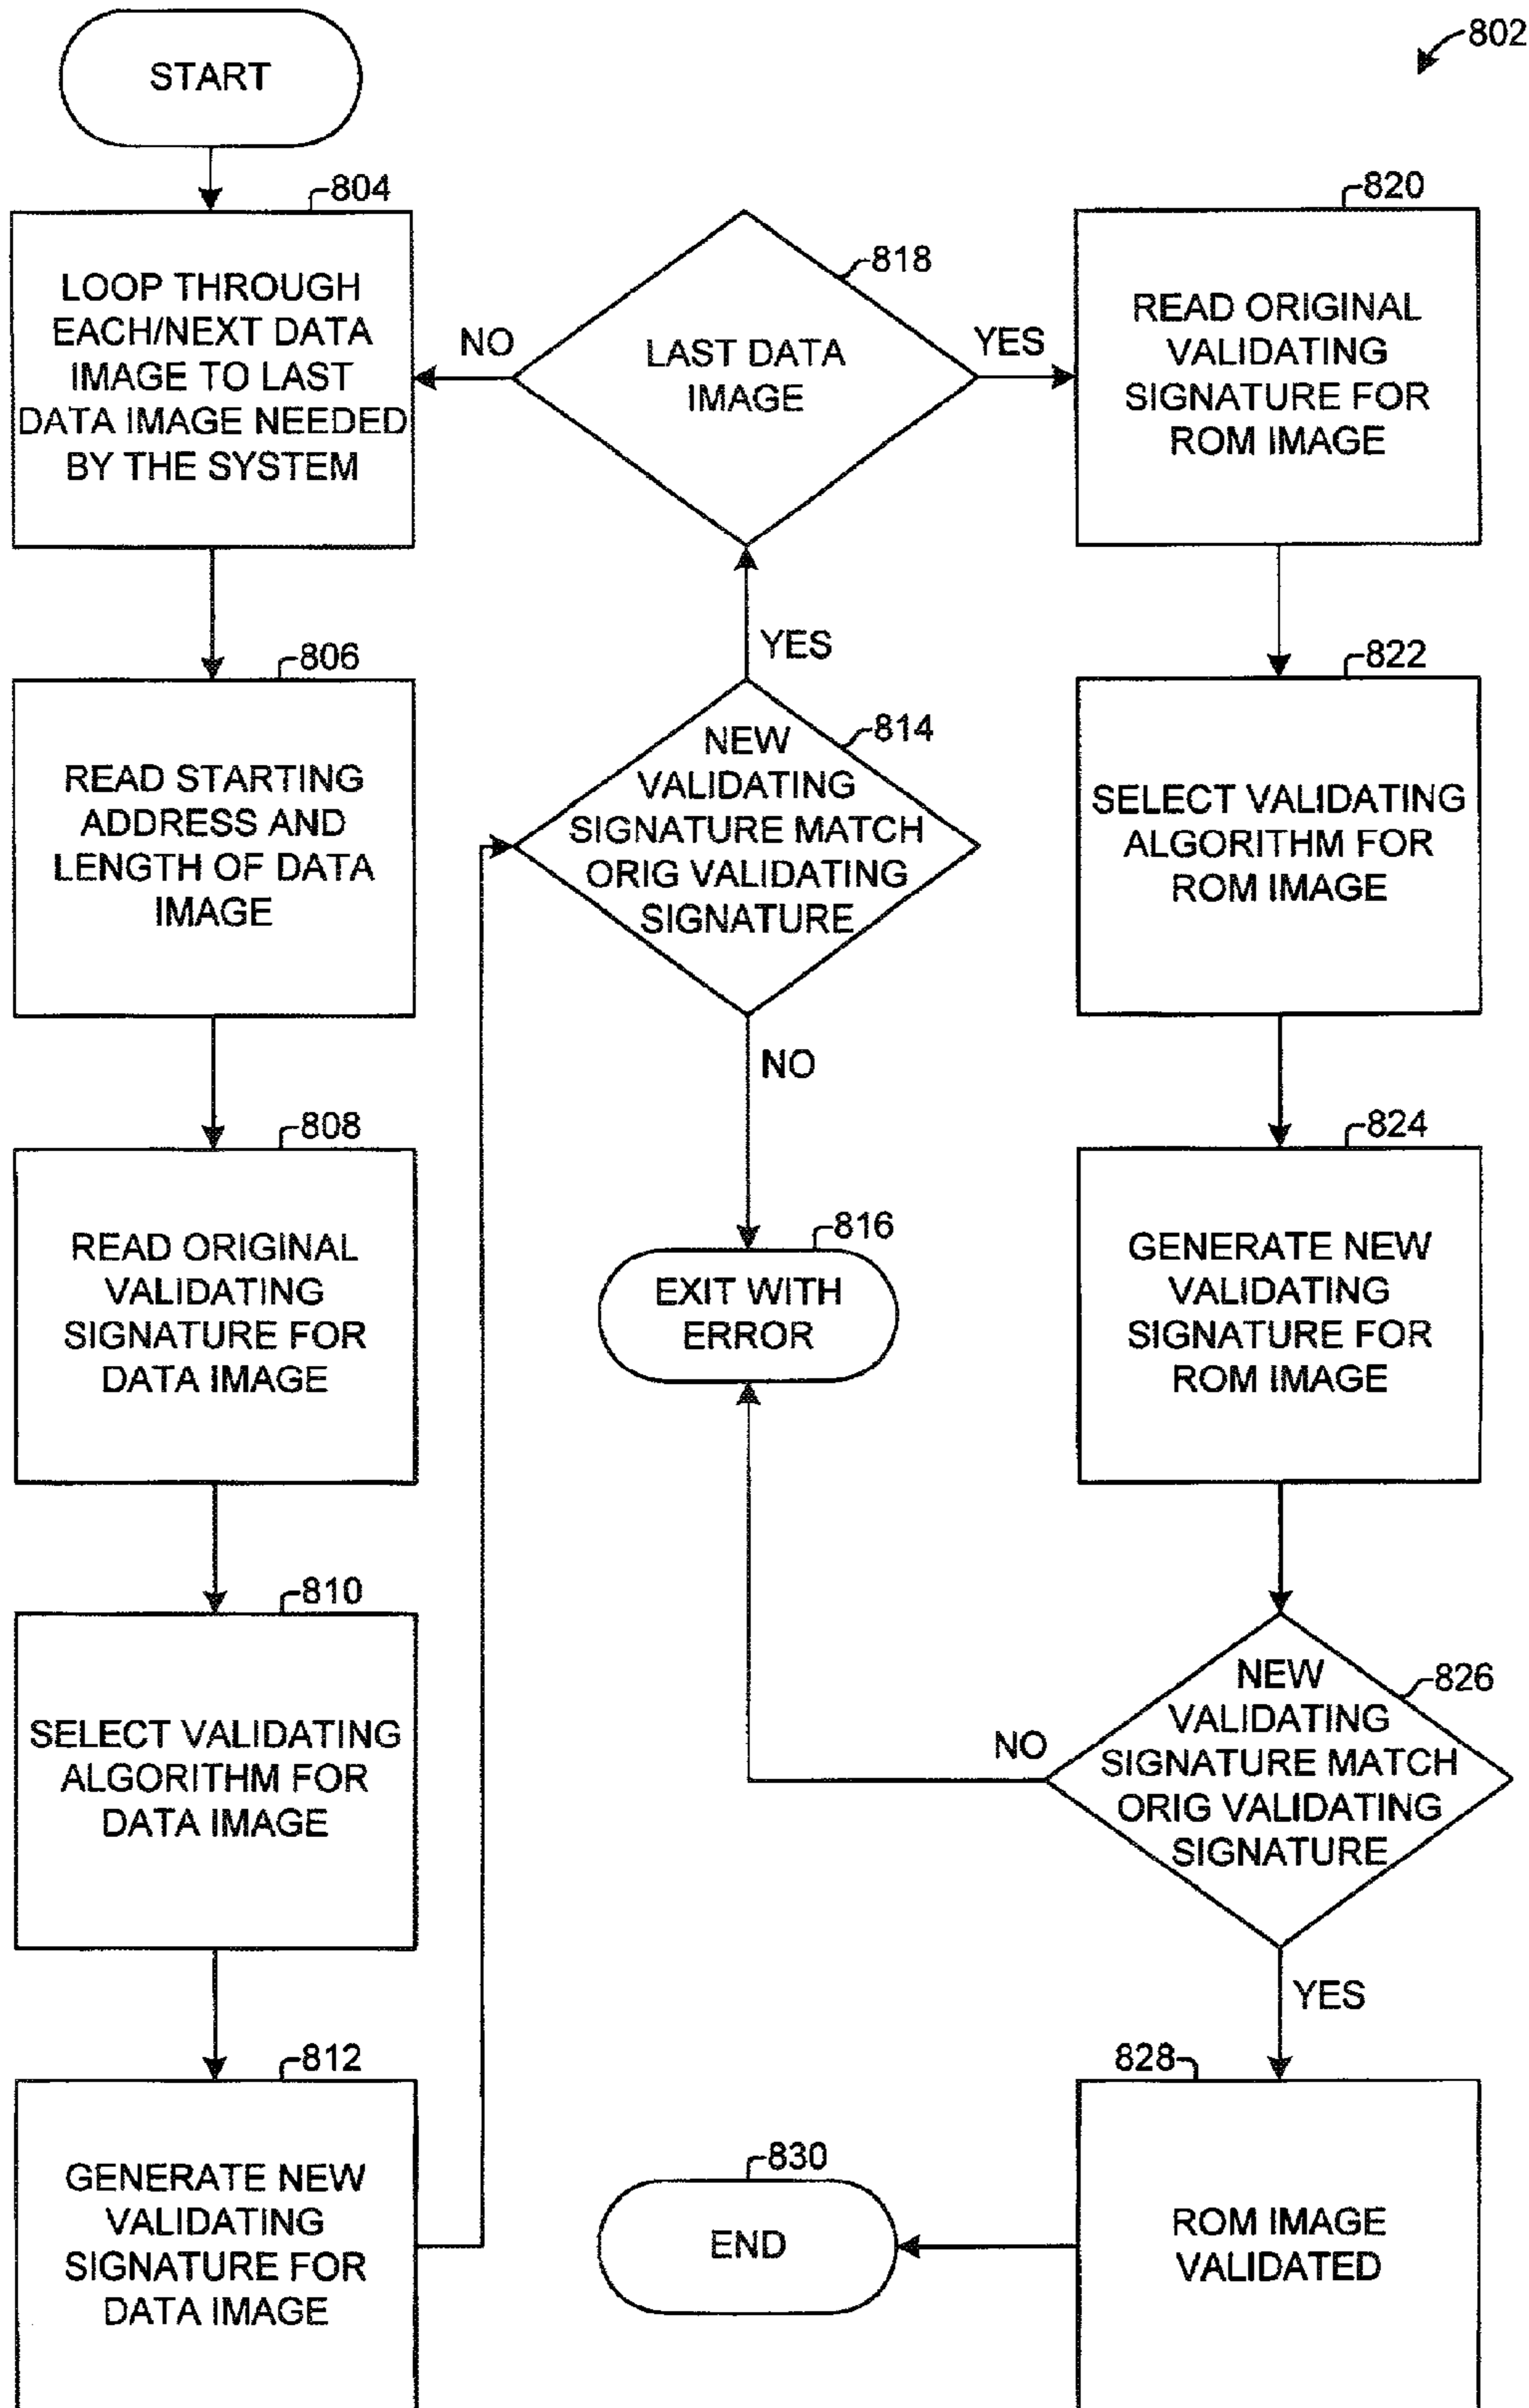 802
START
804
LOOP THROUGH
EACH/NEXT DATA
IMAGE TO LAST
DATA IMAGE NEEDED
BY THE SYSTEM
806
READ STARTING
ADDRESS AND
LENGTH OF DATA
IMAGE
808
READ ORIGINAL
VALIDATING
SIGNATURE FOR
DATA IMAGE
810
SELECT VALIDATING
ALGORITHM FOR
DATA IMAGE
812
GENERATE NEW
VALIDATING
SIGNATURE FOR
DATA IMAGE
814
NEW
VALIDATING
SIGNATURE MATCH
ORIG VALIDATING
SIGNATURE
NO
816
EXIT WITH
ERROR
YES
818
LAST DATA
IMAGE
NO
YES
820
READ ORIGINAL
VALIDATING
SIGNATURE FOR
ROM IMAGE
822
SELECT VALIDATING
ALGORITHM FOR
ROM IMAGE
824
GENERATE NEW
VALIDATING
SIGNATURE FOR
ROM IMAGE
826
NEW
VALIDATING
SIGNATURE MATCH
ORIG VALIDATING
SIGNATURE
NO
YES
828
ROM IMAGE
VALIDATED
830
END